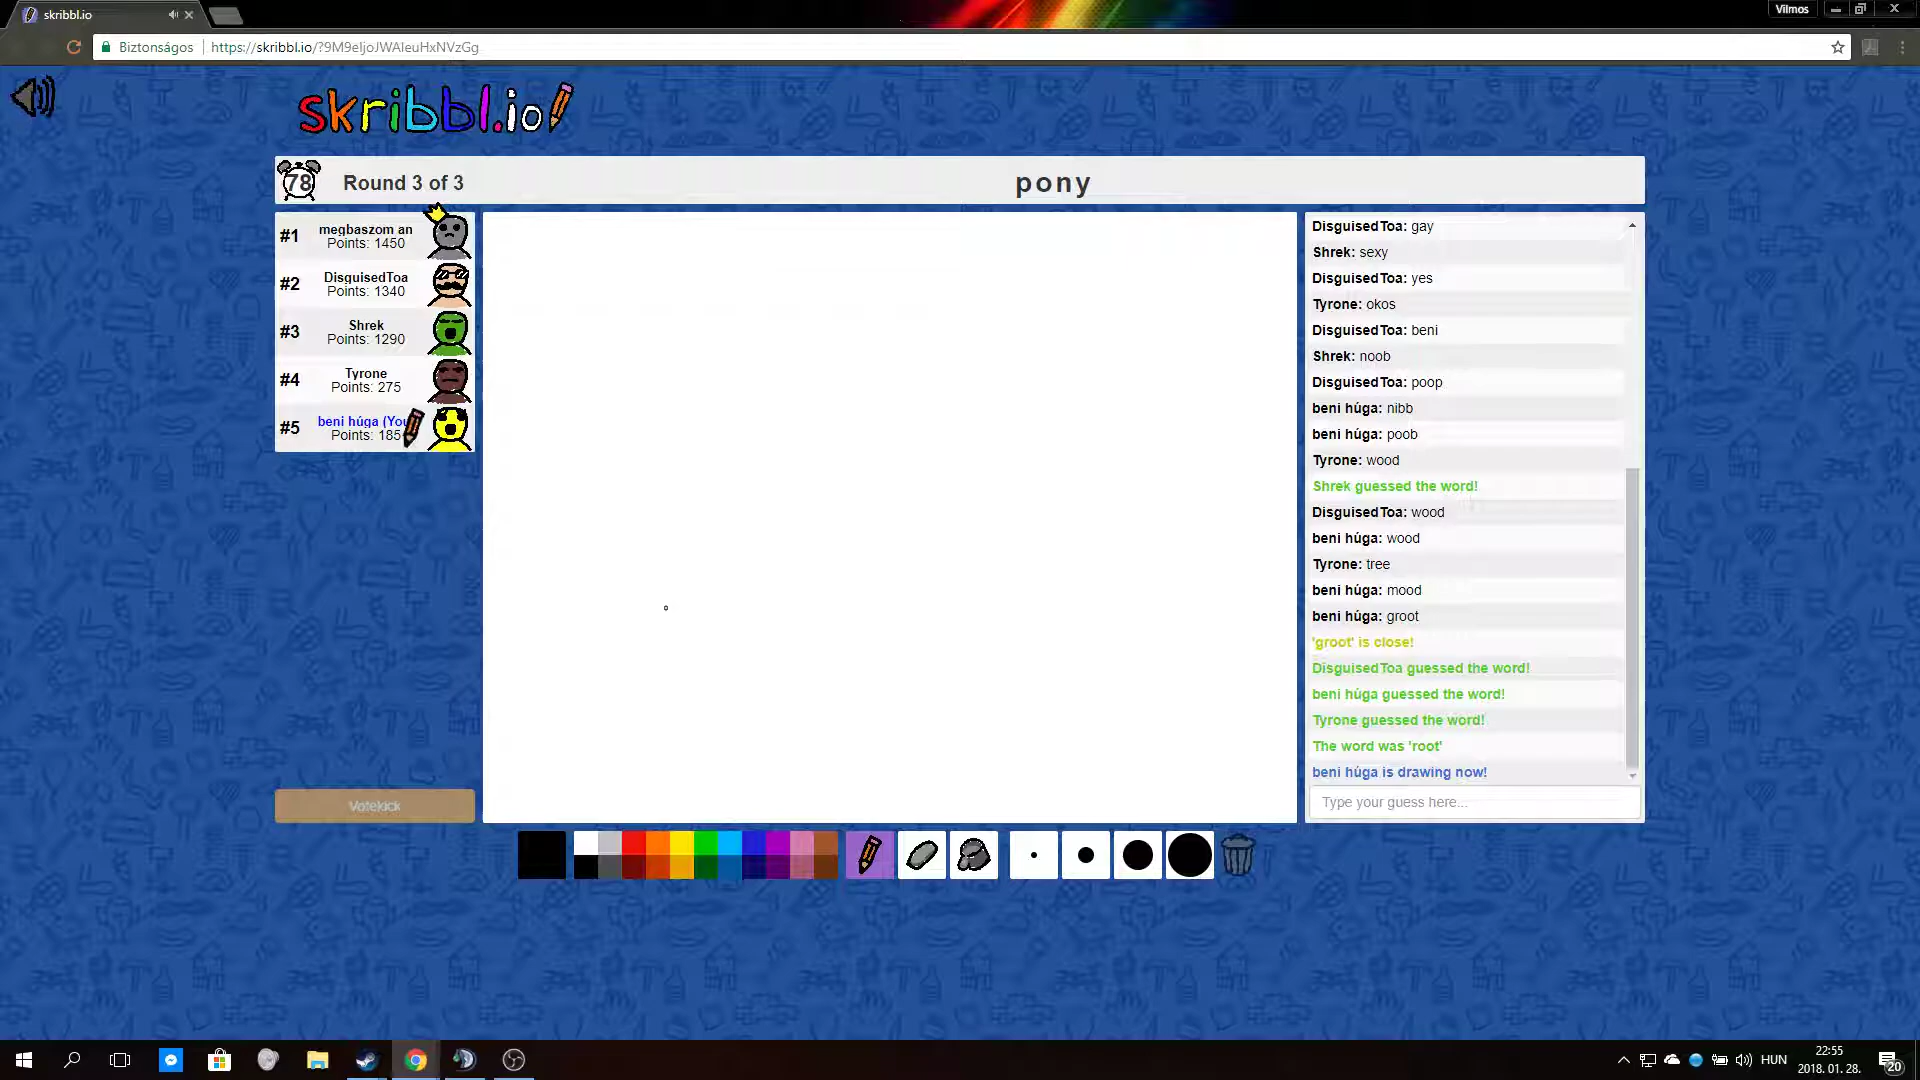 skribbl.io
Vilmos
Biztonságos
https://skribbl.io/?9M9eIjoJWAIeuHxNVzGg
skribbl.io
78
Round 3 of 3
pony
#1
megbaszom an
Points: 1450
#2
DisguisedToa
Points: 1340
#3
Shrek
Points: 1290
#4
Tyrone
Points: 275
#5
beni húga (You
Points: 185
DisguisedToa: gay
Shrek: sexy
DisguisedToa: yes
Tyrone: okos
DisguisedToa: beni
Shrek: noob
DisguisedToa: poop
beni húga: nibb
beni húga: poob
Tyrone: wood
Shrek guessed the word!
DisguisedToa: wood
beni húga: wood
Tyrone: tree
beni húga: mood
beni húga: groot
'groot' is close!
DisguisedToa guessed the word!
beni húga guessed the word!
Tyrone guessed the word!
The word was 'root'
beni húga is drawing now!
Type your guess here...
Votekick
HUN
22:55
2018. 01. 28.
20